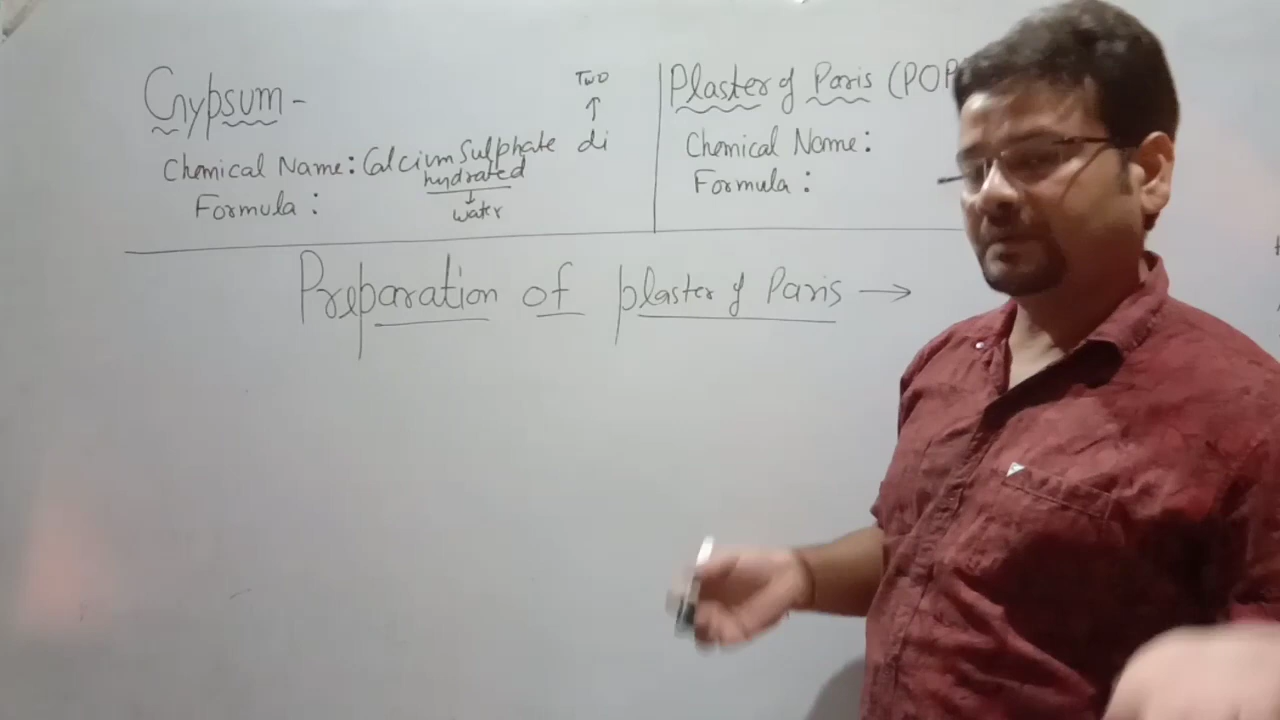 Gypsum -
TWO
Chemical Name: Calcium Sulphate di
hydrated
water
Formula :
Plaster of Paris (POP
Chemical Name :
Formula :
Preparation of plaster of Paris →